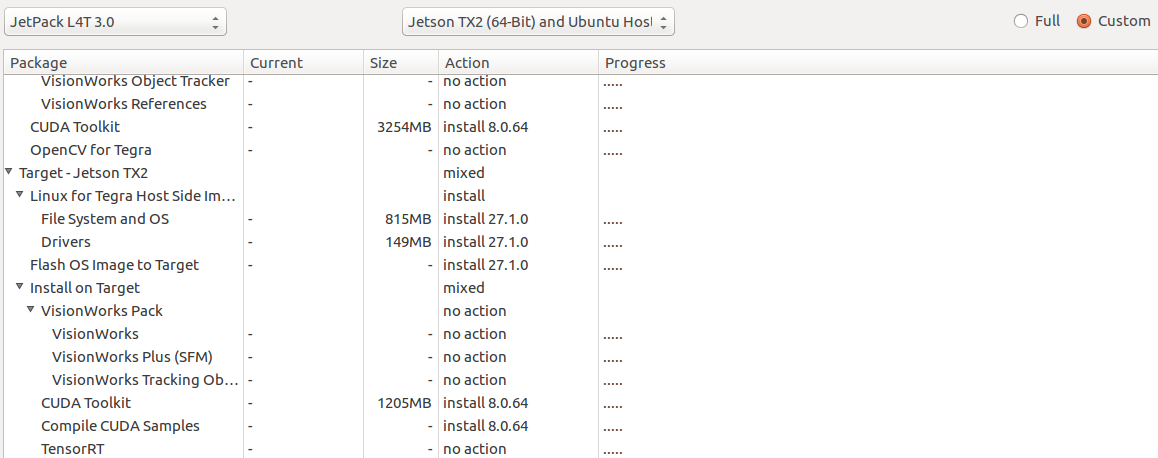 JetPack L4T 3.0 Jetson TX2 (64-Bit) and Ubuntu Host Full Custom
Package Current Size Action Progress
VisionWorks Object Tracker - - no action .....
VisionWorks References - - no action .....
CUDA Toolkit - 3254MB install 8.0.64 .....
OpenCV for Tegra - - no action .....
Target - Jetson TX2 mixed
Linux for Tegra Host Side Im... install
File System and OS - 815MB install 27.1.0 .....
Drivers - 149MB install 27.1.0 .....
Flash OS Image to Target - - install 27.1.0 .....
Install on Target mixed
VisionWorks Pack no action
VisionWorks - - no action .....
VisionWorks Plus (SFM) - - no action .....
VisionWorks Tracking Ob... - - no action .....
CUDA Toolkit - 1205MB install 8.0.64 .....
Compile CUDA Samples - - install 8.0.64 .....
TensorRT - - no action .....